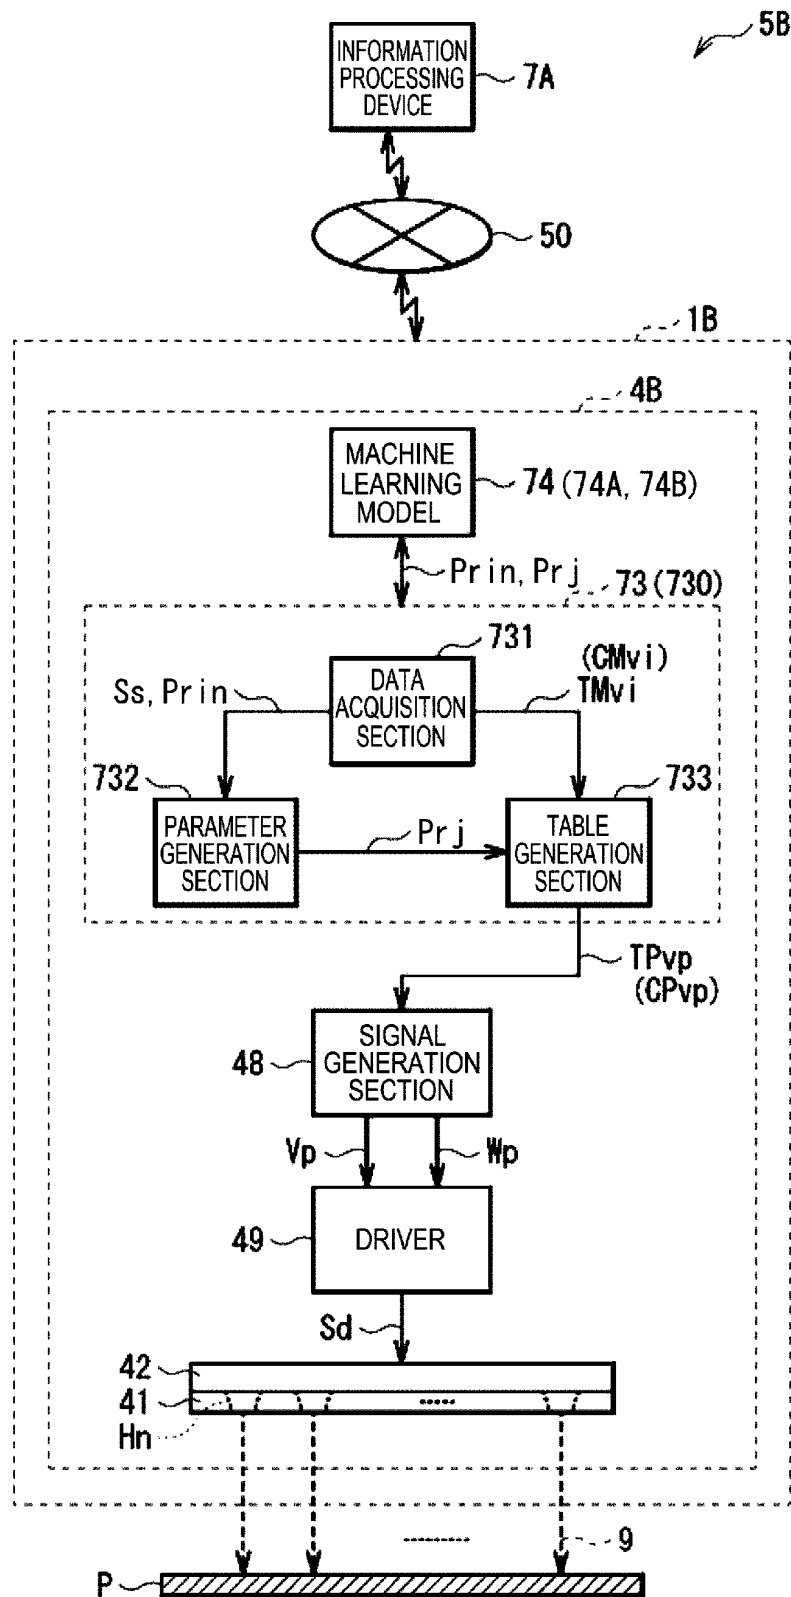 5B
INFORMATION
PROCESSING
DEVICE
7A
50
1B
4B
MACHINE
LEARNING
MODEL
74 (74A, 74B)
Prin, Prj
73 (730)
731
(CMvi)
TMvi
Ss, Prin
DATA
ACQUISITION
SECTION
732
733
PARAMETER
GENERATION
SECTION
Prj
TABLE
GENERATION
SECTION
TPvp
(CPvp)
48
SIGNAL
GENERATION
SECTION
Vp
Wp
49
DRIVER
Sd
42
41
Hn
9
P